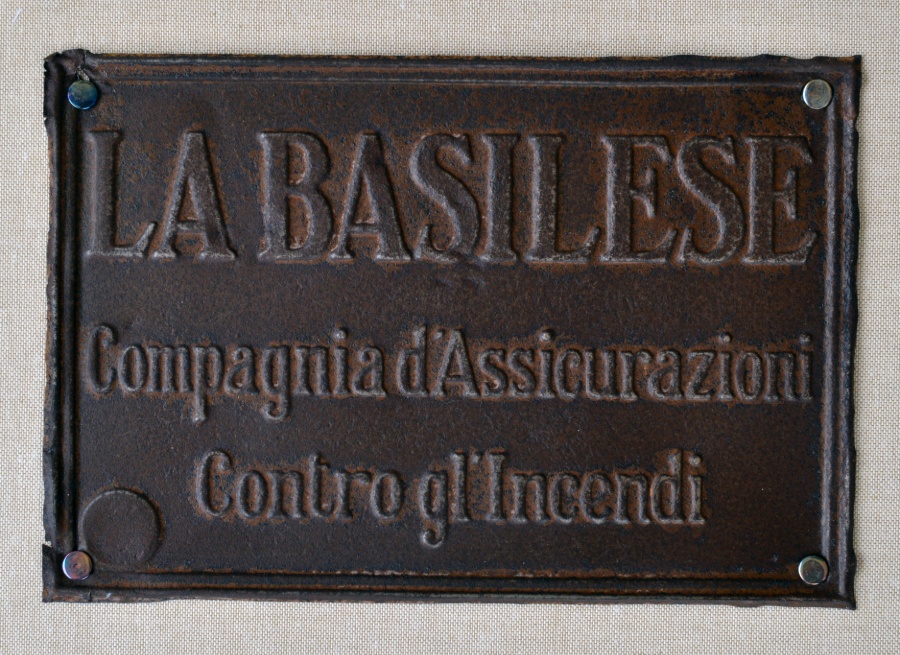 LA BASILESE
Compagnia d'Assicurazioni
Contro gl'Incendi